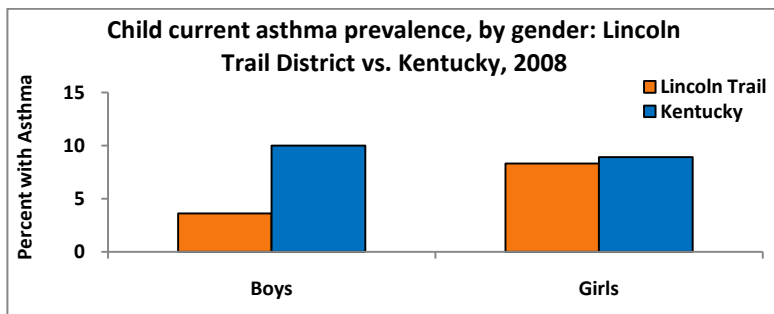 Child current asthma prevalence, by gender: Lincoln
Trail District vs. Kentucky, 2008
Percent with Asthma
15
10
5
0
Lincoln Trail
Kentucky
Boys
Girls